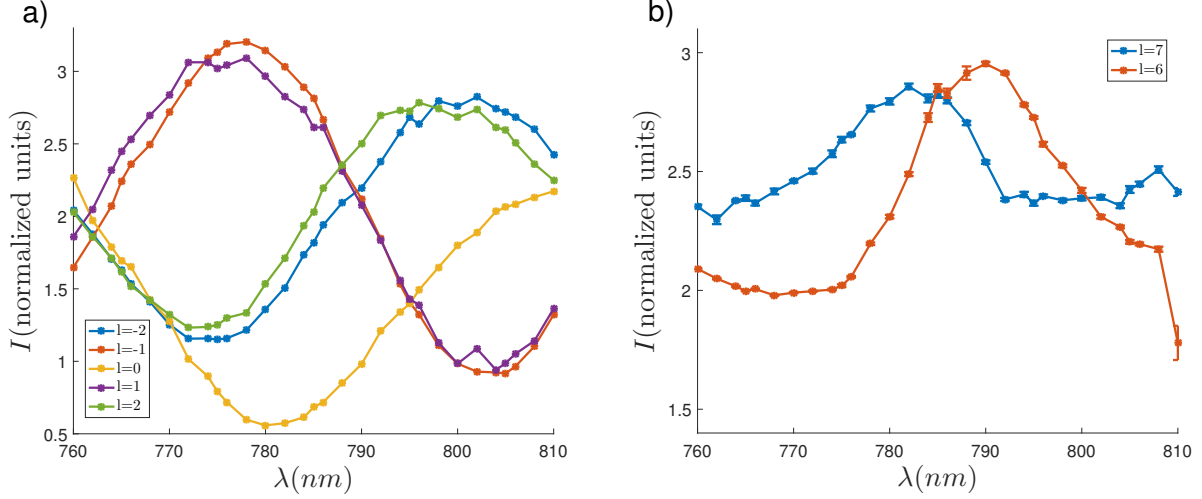 a)
I(normalized units)
3
2.5
2
1.5
1
0.5
l=-2
l=-1
l=0
l=1
l=2
760 770 780 790 800 810
λ(nm)
b)
I(normalized units)
3
2.5
2
1.5
l=7
l=6
760 770 780 790 800 810
λ(nm)